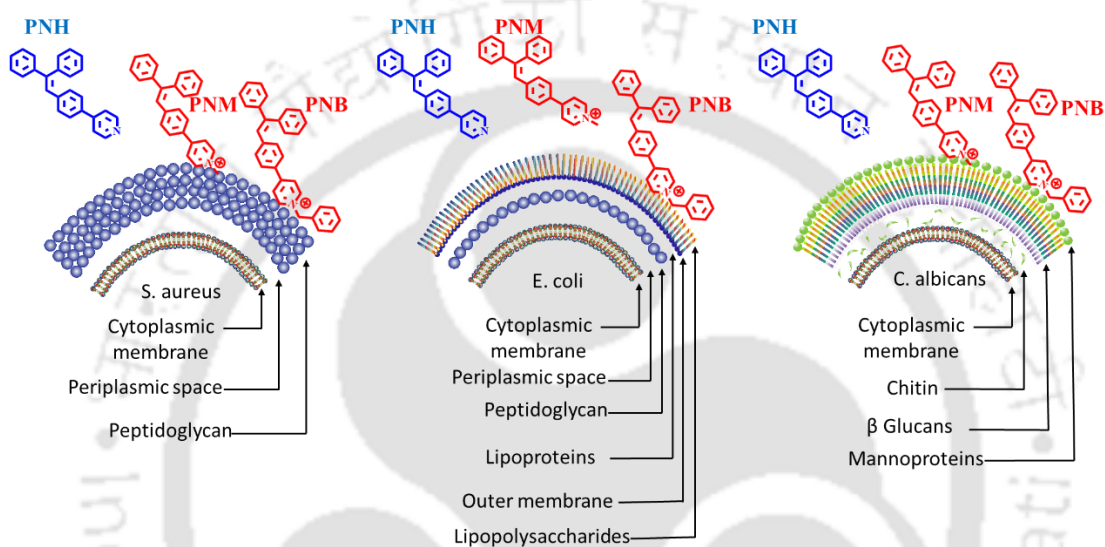 PNH
PNM
PNB
N
N
N
S. aureus
Cytoplasmic
membrane
Periplasmic space
Peptidoglycan
PNH
PNM
PNB
N
N
N
E. coli
Cytoplasmic
membrane
Periplasmic space
Peptidoglycan
Lipoproteins
Outer membrane
Lipopolysaccharides
PNH
PNM
PNB
N
N
N
C. albicans
Cytoplasmic
membrane
Chitin
β Glucans
Mannoproteins